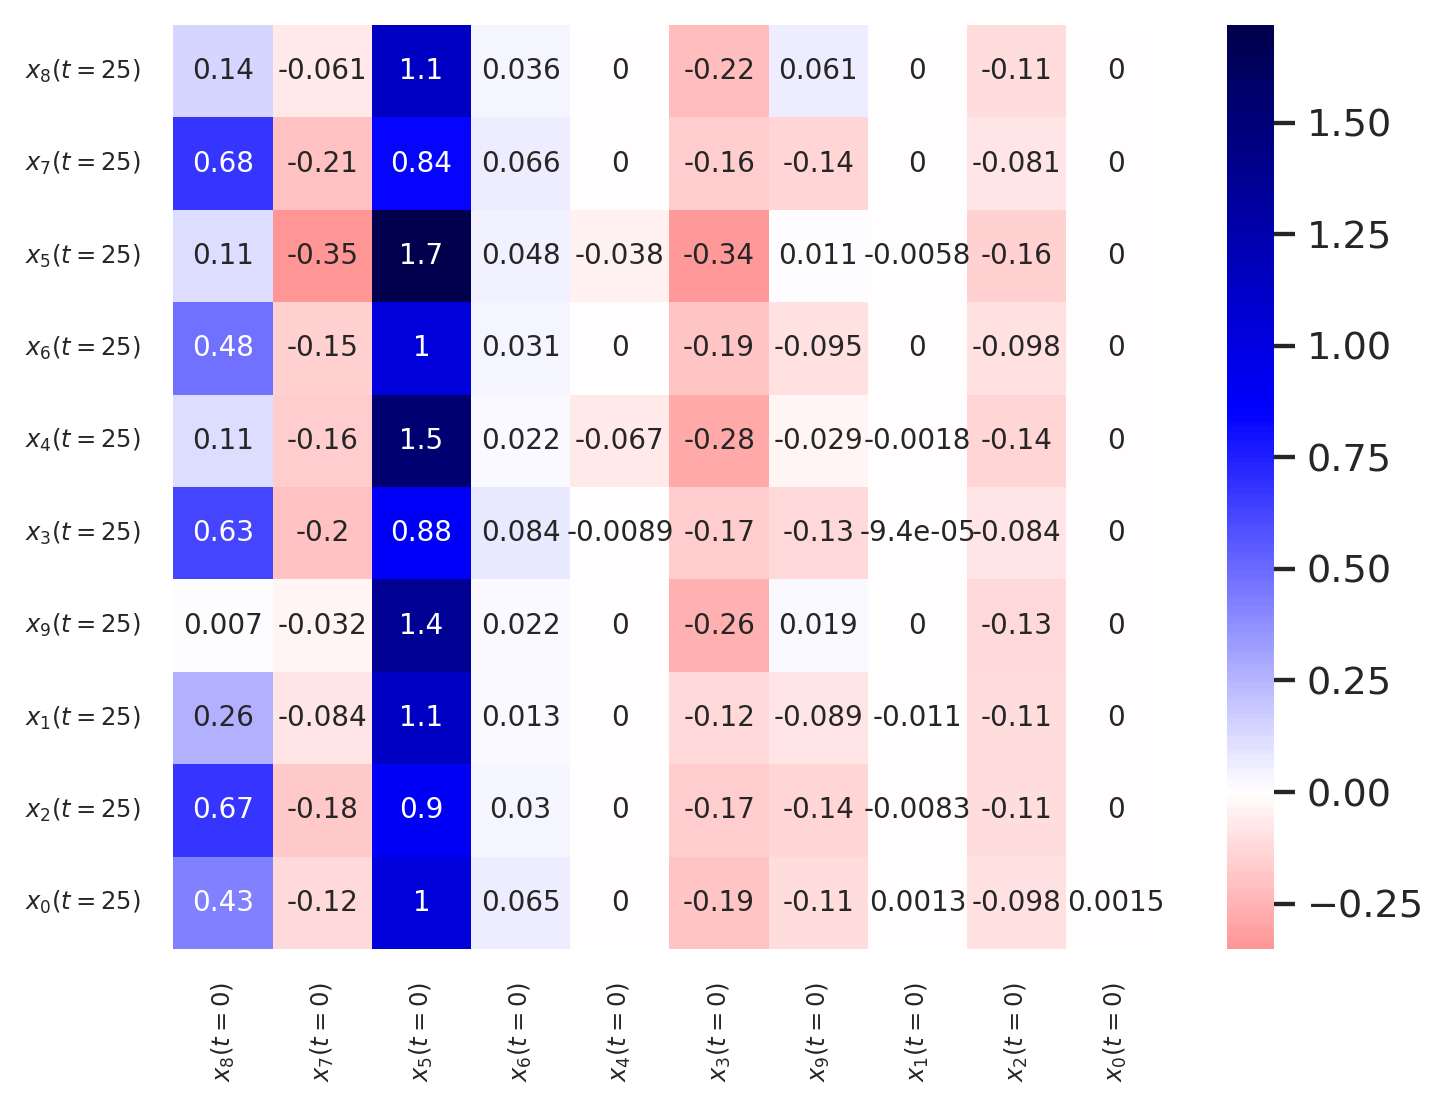 x₈(t = 25) 0.14 -0.061 1.1 0.036 0 -0.22 0.061 0 -0.11 0
x₇(t = 25) 0.68 -0.21 0.84 0.066 0 -0.16 -0.14 0 -0.081 0
x₅(t = 25) 0.11 -0.35 1.7 0.048 -0.038 -0.34 0.011 -0.0058 -0.16 0
x₆(t = 25) 0.48 -0.15 1 0.031 0 -0.19 -0.095 0 -0.098 0
x₄(t = 25) 0.11 -0.16 1.5 0.022 -0.067 -0.28 -0.029 -0.0018 -0.14 0
x₃(t = 25) 0.63 -0.2 0.88 0.084 -0.0089 -0.17 -0.13 -9.4e-05 -0.084 0
x₉(t = 25) 0.007 -0.032 1.4 0.022 0 -0.26 0.019 0 -0.13 0
x₁(t = 25) 0.26 -0.084 1.1 0.013 0 -0.12 -0.089 -0.011 -0.11 0
x₂(t = 25) 0.67 -0.18 0.9 0.03 0 -0.17 -0.14 -0.0083 -0.11 0
x₀(t = 25) 0.43 -0.12 1 0.065 0 -0.19 -0.11 0.0013 -0.098 0.0015
x₈(t = 0)
x₇(t = 0)
x₅(t = 0)
x₆(t = 0)
x₄(t = 0)
x₃(t = 0)
x₉(t = 0)
x₁(t = 0)
x₂(t = 0)
x₀(t = 0)
1.50
1.25
1.00
0.75
0.50
0.25
0.00
−0.25